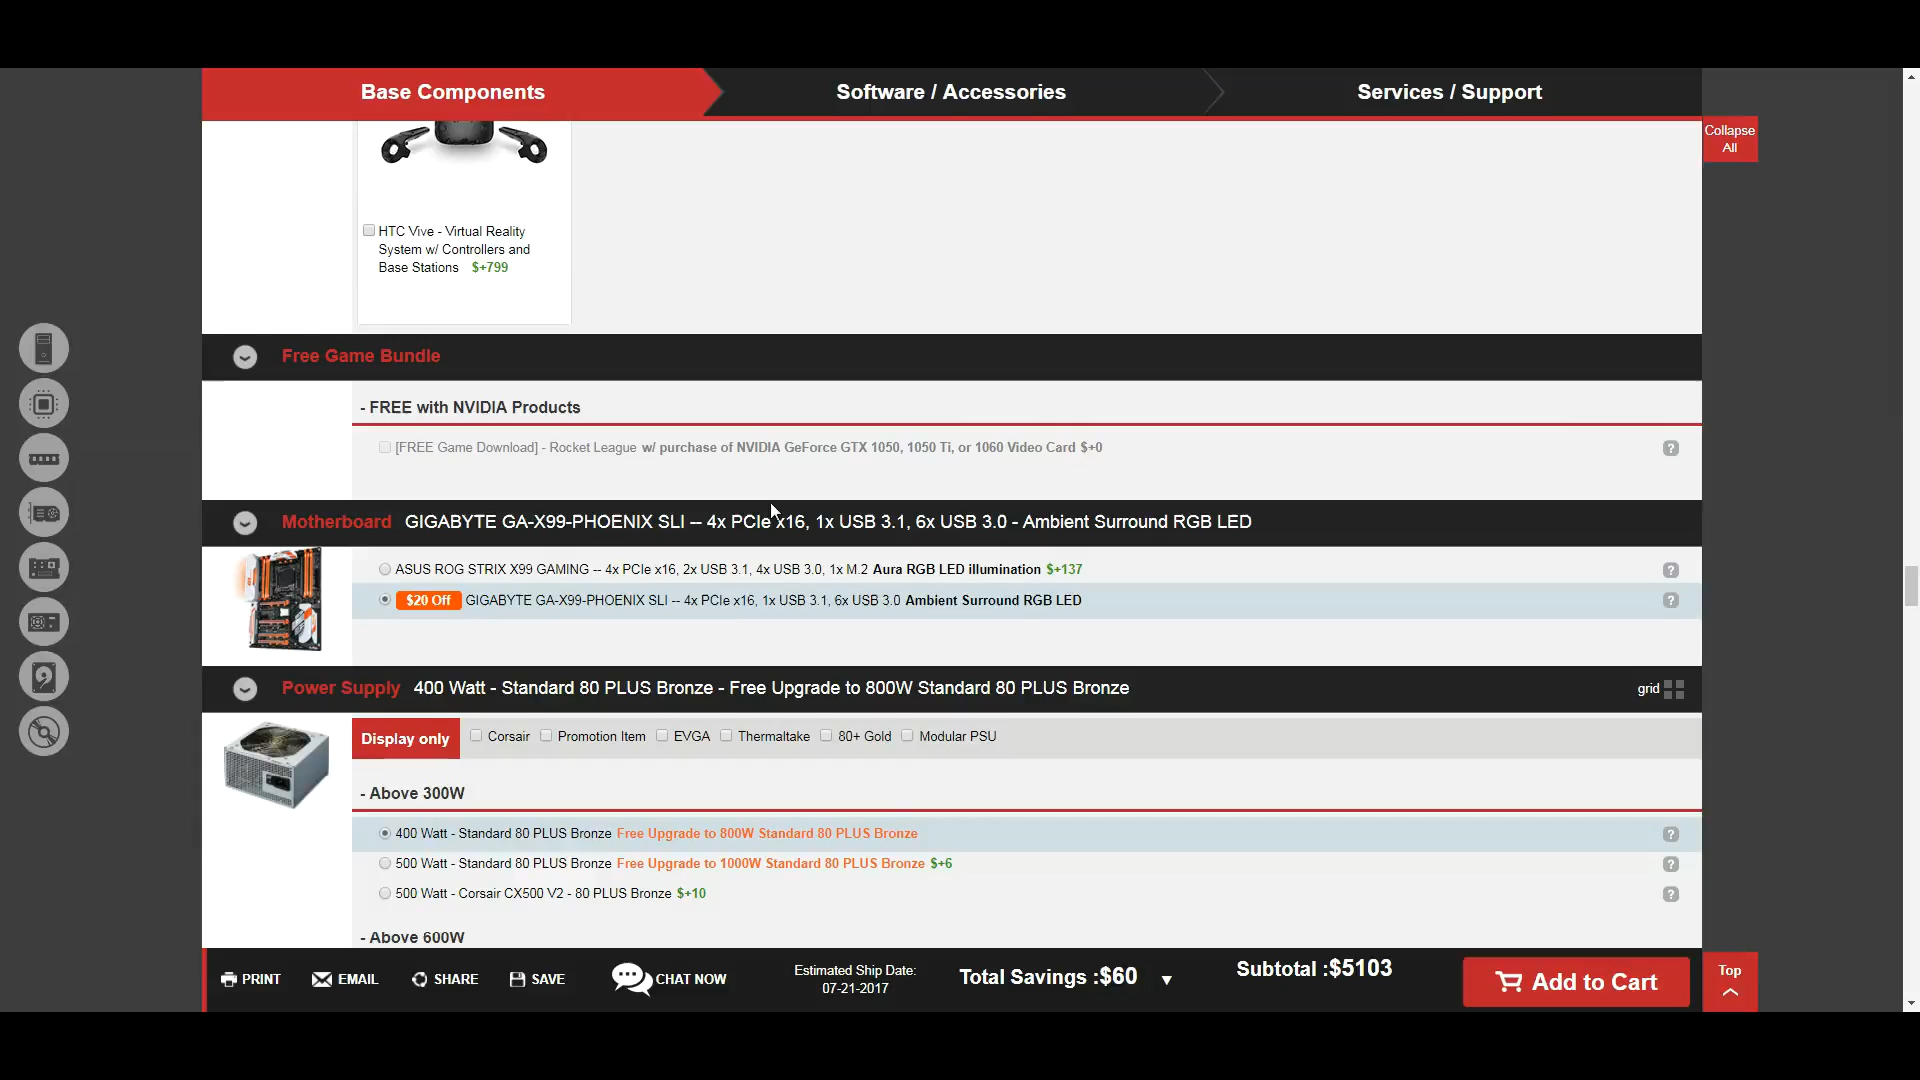 Base Components
Software / Accessories
Services / Support
Collapse
All
HTC Vive - Virtual Reality
System w/ Controllers and
Base Stations $+799
Free Game Bundle
- FREE with NVIDIA Products
[FREE Game Download] - Rocket League w/ purchase of NVIDIA GeForce GTX 1050, 1050 Ti, or 1060 Video Card $+0
?
Motherboard GIGABYTE GA-X99-PHOENIX SLI -- 4x PCIe x16, 1x USB 3.1, 6x USB 3.0 - Ambient Surround RGB LED
ASUS ROG STRIX X99 GAMING -- 4x PCIe x16, 2x USB 3.1, 4x USB 3.0, 1x M.2 Aura RGB LED illumination $+137
?
$20 Off GIGABYTE GA-X99-PHOENIX SLI -- 4x PCIe x16, 1x USB 3.1, 6x USB 3.0 Ambient Surround RGB LED
?
Power Supply 400 Watt - Standard 80 PLUS Bronze - Free Upgrade to 800W Standard 80 PLUS Bronze
grid
Display only
Corsair Promotion Item EVGA Thermaltake 80+ Gold Modular PSU
- Above 300W
400 Watt - Standard 80 PLUS Bronze Free Upgrade to 800W Standard 80 PLUS Bronze
?
500 Watt - Standard 80 PLUS Bronze Free Upgrade to 1000W Standard 80 PLUS Bronze $+6
?
500 Watt - Corsair CX500 V2 - 80 PLUS Bronze $+10
?
- Above 600W
PRINT
EMAIL
SHARE
SAVE
CHAT NOW
Estimated Ship Date:
07-21-2017
Total Savings :$60
Subtotal :$5103
Add to Cart
Top